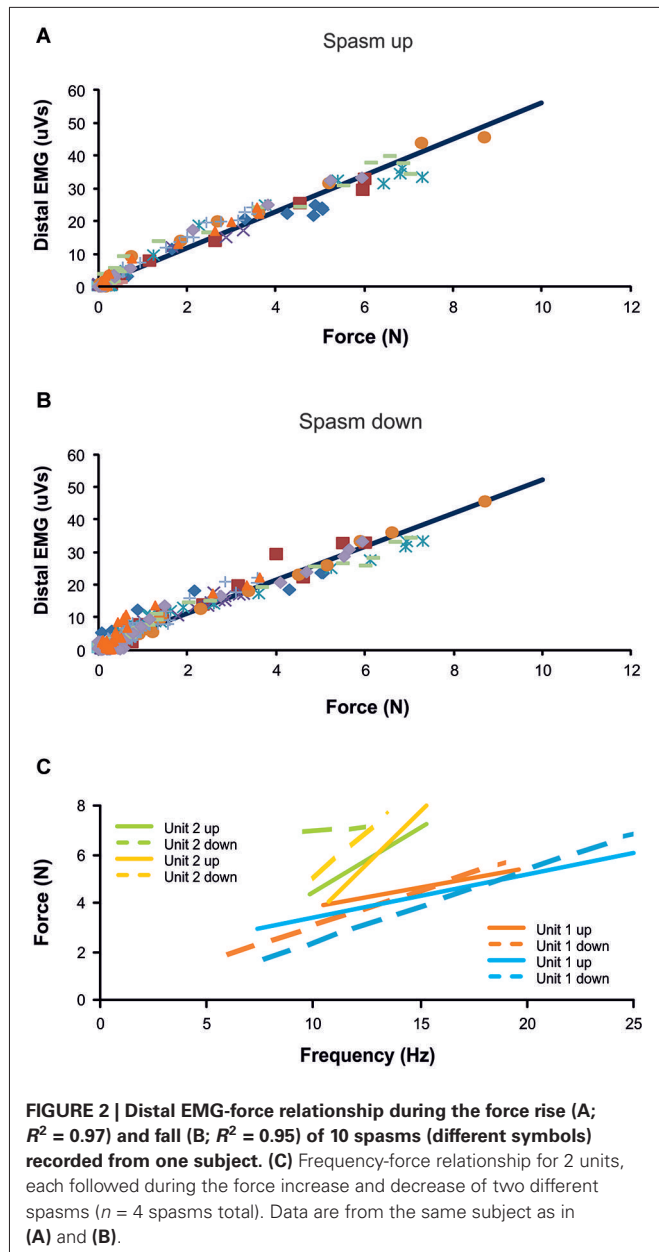 A
Spasm up
Distal EMG (uVs)
60
50
40
30
20
10
0
0 2 4 6 8 10 12
Force (N)
B
Spasm down
Distal EMG (uVs)
60
50
40
30
20
10
0
0 2 4 6 8 10 12
Force (N)
C
Force (N)
8
6
4
2
0
Unit 2 up
Unit 2 down
Unit 2 up
Unit 2 down
Unit 1 up
Unit 1 down
Unit 1 up
Unit 1 down
0 5 10 15 20 25
Frequency (Hz)
FIGURE 2 | Distal EMG-force relationship during the force rise (A;
R² = 0.97) and fall (B; R² = 0.95) of 10 spasms (different symbols)
recorded from one subject. (C) Frequency-force relationship for 2 units,
each followed during the force increase and decrease of two different
spasms (n = 4 spasms total). Data are from the same subject as in
(A) and (B).